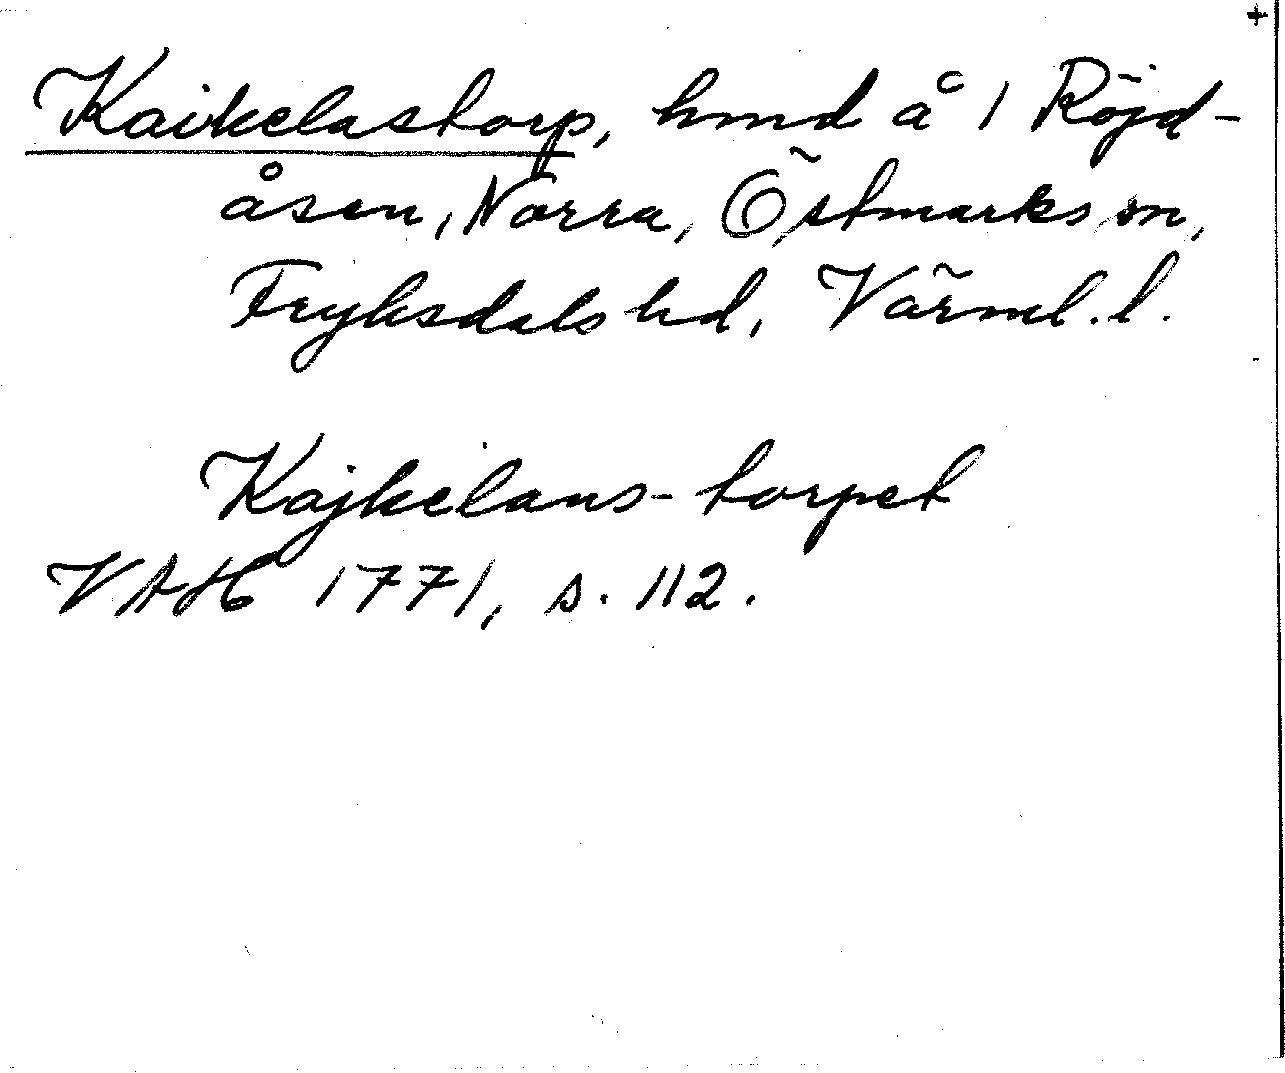 +
Kaikelastorp, hmd å 1 Röjd-
åsen, Norra, Östmarks sn,
Fryksdals hd, Värml. l.
Kajkelans-torpet
VAH 1771, s. 112.